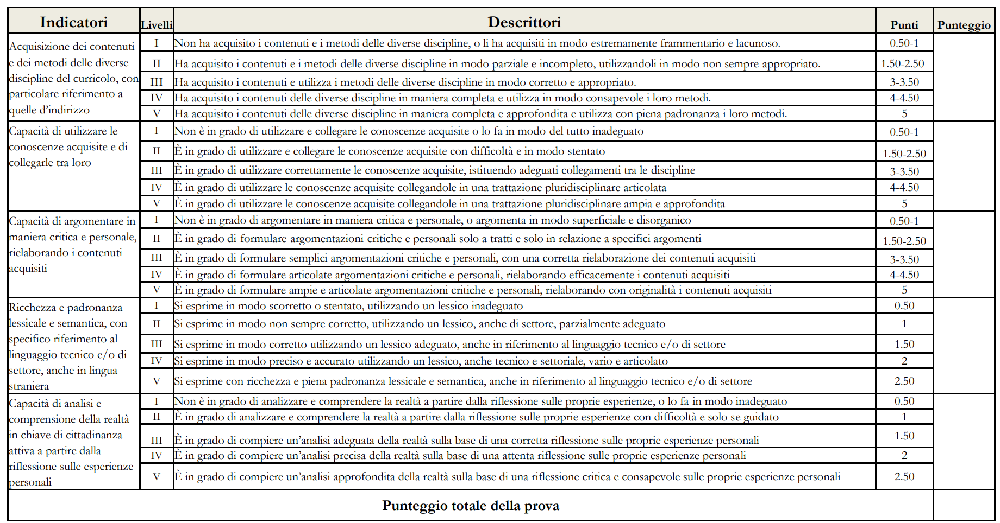 Indicatori Livelli Descrittori Punti Punteggio
Acquisizione dei contenuti
e dei metodi delle diverse
discipline del curricolo, con
particolare riferimento a
quelle d’indirizzo
I Non ha acquisito i contenuti e i metodi delle diverse discipline, o li ha acquisiti in modo estremamente frammentario e lacunoso. 0.50-1
II Ha acquisito i contenuti e i metodi delle diverse discipline in modo parziale e incompleto, utilizzandoli in modo non sempre appropriato. 1.50-2.50
III Ha acquisito i contenuti e utilizza i metodi delle diverse discipline in modo corretto e appropriato. 3-3.50
IV Ha acquisito i contenuti delle diverse discipline in maniera completa e utilizza in modo consapevole i loro metodi. 4-4.50
V Ha acquisito i contenuti delle diverse discipline in maniera completa e approfondita e utilizza con piena padronanza i loro metodi. 5
Capacità di utilizzare le
conoscenze acquisite e di
collegarle tra loro
I Non è in grado di utilizzare e collegare le conoscenze acquisite o lo fa in modo del tutto inadeguato 0.50-1
II È in grado di utilizzare e collegare le conoscenze acquisite con difficoltà e in modo stentato 1.50-2.50
III È in grado di utilizzare correttamente le conoscenze acquisite, istituendo adeguati collegamenti tra le discipline 3-3.50
IV È in grado di utilizzare le conoscenze acquisite collegandole in una trattazione pluridisciplinare articolata 4-4.50
V È in grado di utilizzare le conoscenze acquisite collegandole in una trattazione pluridisciplinare ampia e approfondita 5
Capacità di argomentare in
maniera critica e personale,
rielaborando i contenuti
acquisiti
I Non è in grado di argomentare in maniera critica e personale, o argomenta in modo superficiale e disorganico 0.50-1
II È in grado di formulare argomentazioni critiche e personali solo a tratti e solo in relazione a specifici argomenti 1.50-2.50
III È in grado di formulare semplici argomentazioni critiche e personali, con una corretta rielaborazione dei contenuti acquisiti 3-3.50
IV È in grado di formulare articolate argomentazioni critiche e personali, rielaborando efficacemente i contenuti acquisiti 4-4.50
V È in grado di formulare ampie e articolate argomentazioni critiche e personali, rielaborando con originalità i contenuti acquisiti 5
Ricchezza e padronanza
lessicale e semantica, con
specifico riferimento al
linguaggio tecnico e/o di
settore, anche in lingua
straniera
I Si esprime in modo scorretto o stentato, utilizzando un lessico inadeguato 0.50
II Si esprime in modo non sempre corretto, utilizzando un lessico, anche di settore, parzialmente adeguato 1
III Si esprime in modo corretto utilizzando un lessico adeguato, anche in riferimento al linguaggio tecnico e/o di settore 1.50
IV Si esprime in modo preciso e accurato utilizzando un lessico, anche tecnico e settoriale, vario e articolato 2
V Si esprime con ricchezza e piena padronanza lessicale e semantica, anche in riferimento al linguaggio tecnico e/o di settore 2.50
Capacità di analisi e
comprensione della realtà
in chiave di cittadinanza
attiva a partire dalla
riflessione sulle esperienze
personali
I Non è in grado di analizzare e comprendere la realtà a partire dalla riflessione sulle proprie esperienze, o lo fa in modo inadeguato 0.50
II È in grado di analizzare e comprendere la realtà a partire dalla riflessione sulle proprie esperienze con difficoltà e solo se guidato 1
III È in grado di compiere un’analisi adeguata della realtà sulla base di una corretta riflessione sulle proprie esperienze personali 1.50
IV È in grado di compiere un’analisi precisa della realtà sulla base di una attenta riflessione sulle proprie esperienze personali 2
V È in grado di compiere un’analisi approfondita della realtà sulla base di una riflessione critica e consapevole sulle proprie esperienze personali 2.50
Punteggio totale della prova